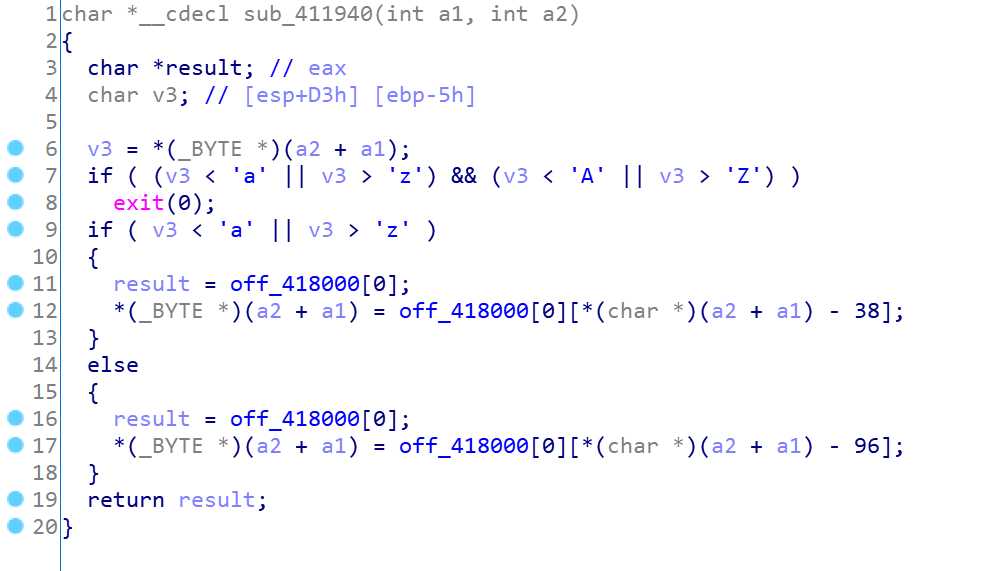 1 char *__cdecl sub_411940(int a1, int a2)
2 {
3   char *result; // eax
4   char v3; // [esp+D3h] [ebp-5h]
5
6   v3 = *(_BYTE *)(a2 + a1);
7   if ( (v3 < 'a' || v3 > 'z') && (v3 < 'A' || v3 > 'Z') )
8     exit(0);
9   if ( v3 < 'a' || v3 > 'z' )
10   {
11     result = off_418000[0];
12     *(_BYTE *)(a2 + a1) = off_418000[0][*(char *)(a2 + a1) - 38];
13   }
14   else
15   {
16     result = off_418000[0];
17     *(_BYTE *)(a2 + a1) = off_418000[0][*(char *)(a2 + a1) - 96];
18   }
19   return result;
20 }